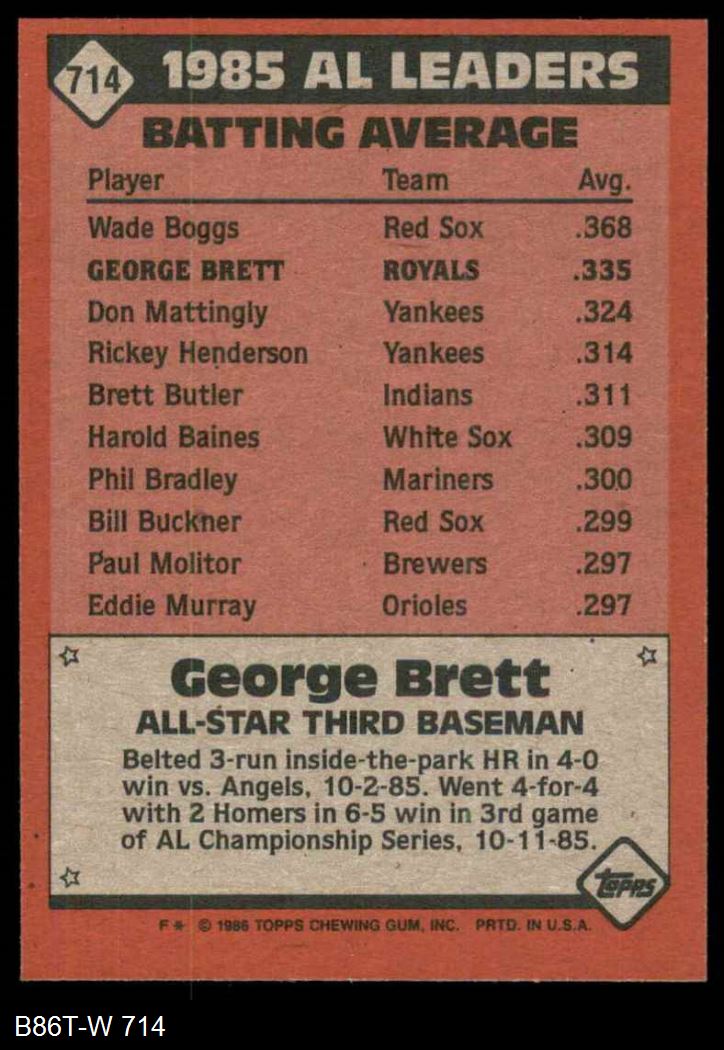 714
1985 AL LEADERS
BATTING AVERAGE
Player Team Avg.
Wade Boggs Red Sox .368
GEORGE BRETT ROYALS .335
Don Mattingly Yankees .324
Rickey Henderson Yankees .314
Brett Butler Indians .311
Harold Baines White Sox .309
Phil Bradley Mariners .300
Bill Buckner Red Sox .299
Paul Molitor Brewers .297
Eddie Murray Orioles .297
George Brett
ALL-STAR THIRD BASEMAN
Belted 3-run inside-the-park HR in 4-0
win vs. Angels, 10-2-85. Went 4-for-4
with 2 Homers in 6-5 win in 3rd game
of AL Championship Series, 10-11-85.
Topps
F * © 1986 TOPPS CHEWING GUM, INC. PRTD. IN U.S.A.
B86T-W 714